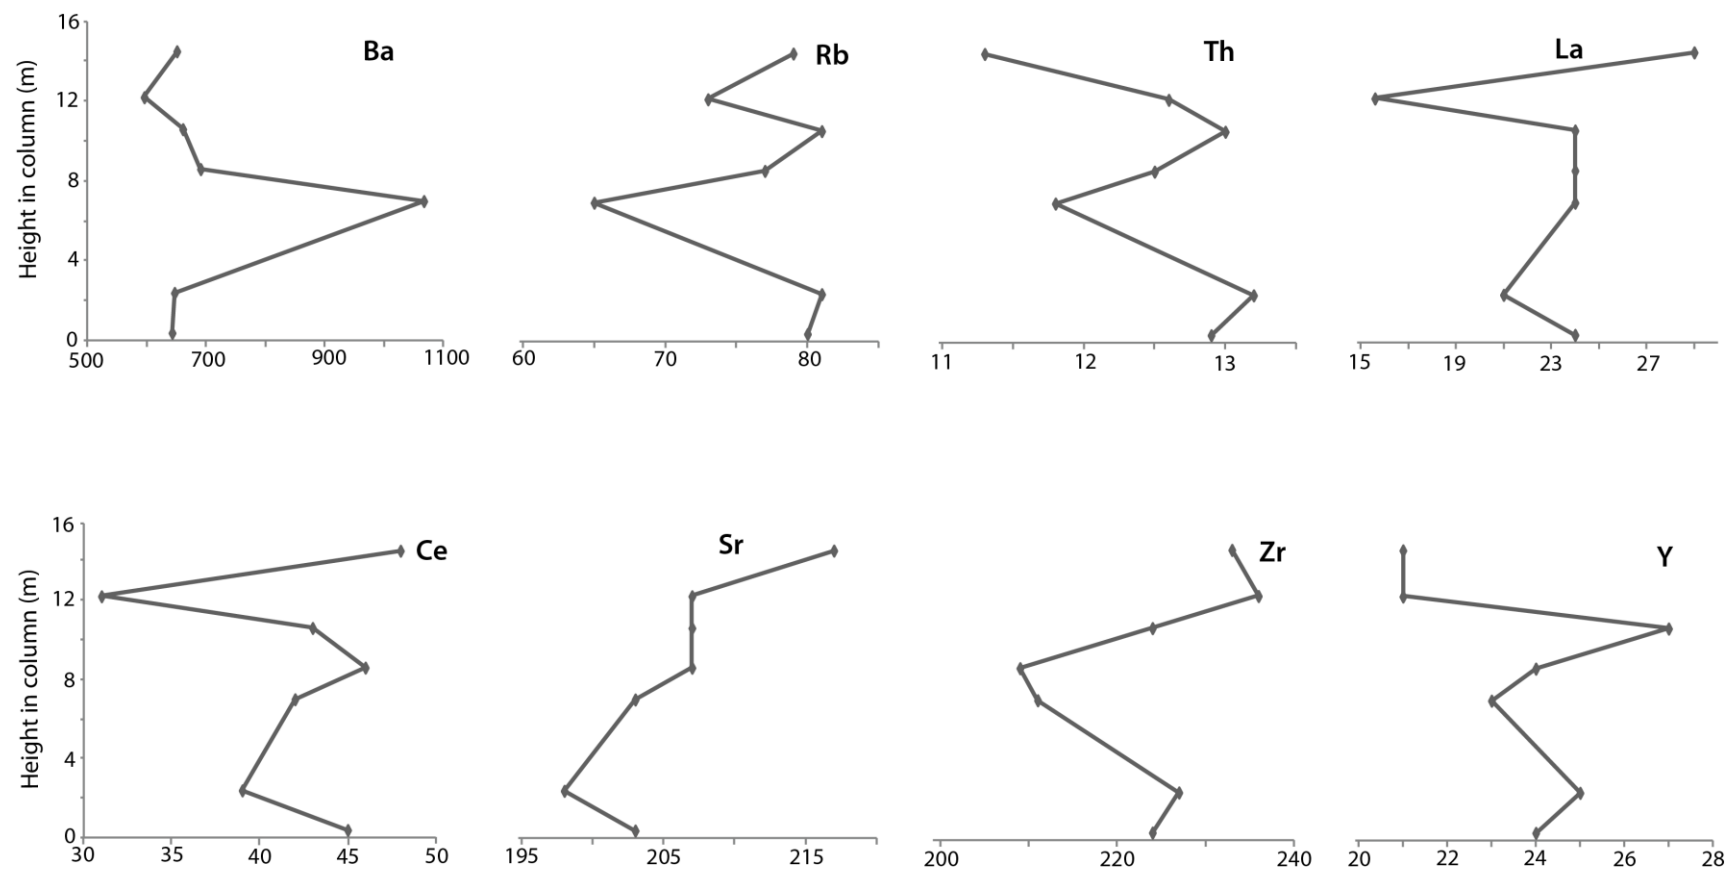 16
12
8
4
0
Height in column (m)
Ba
500 700 900 1100
Rb
60 70 80
Th
11 12 13
La
15 19 23 27
16
12
8
4
0
Height in column (m)
Ce
30 35 40 45 50
Sr
195 205 215
Zr
200 220 240
Y
20 22 24 26 28